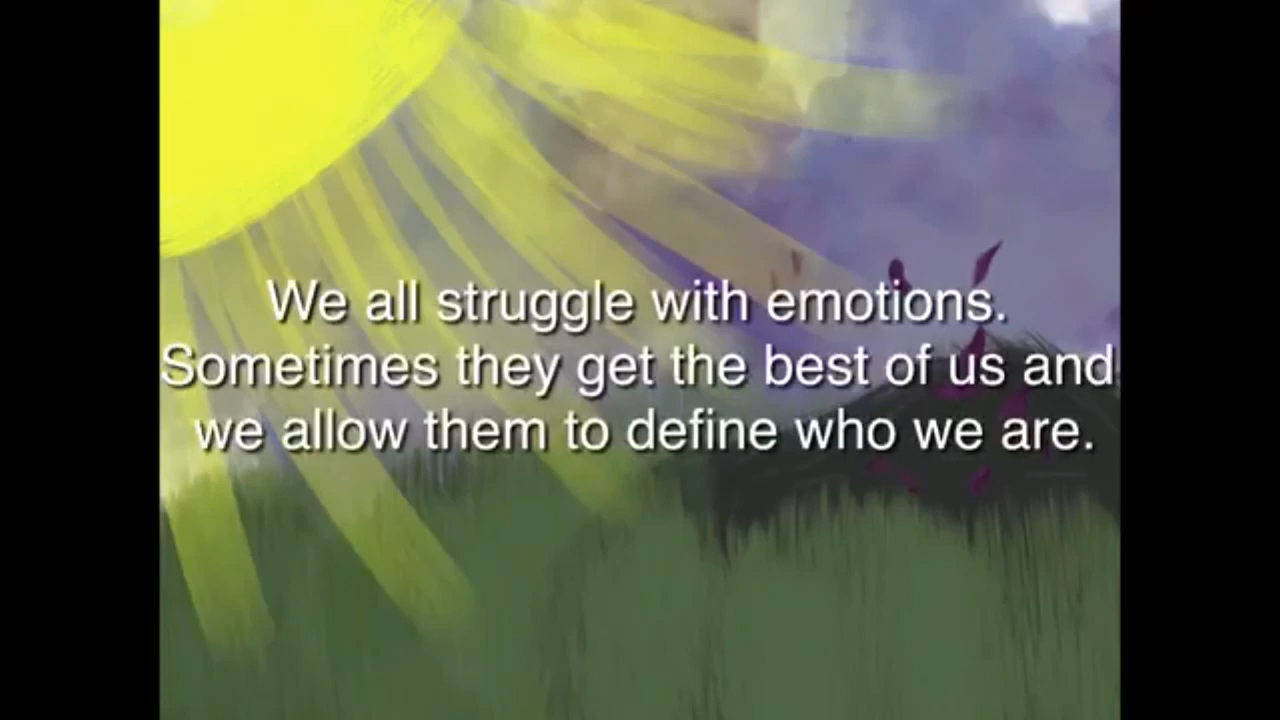 We all struggle with emotions.
Sometimes they get the best of us and
we allow them to define who we are.